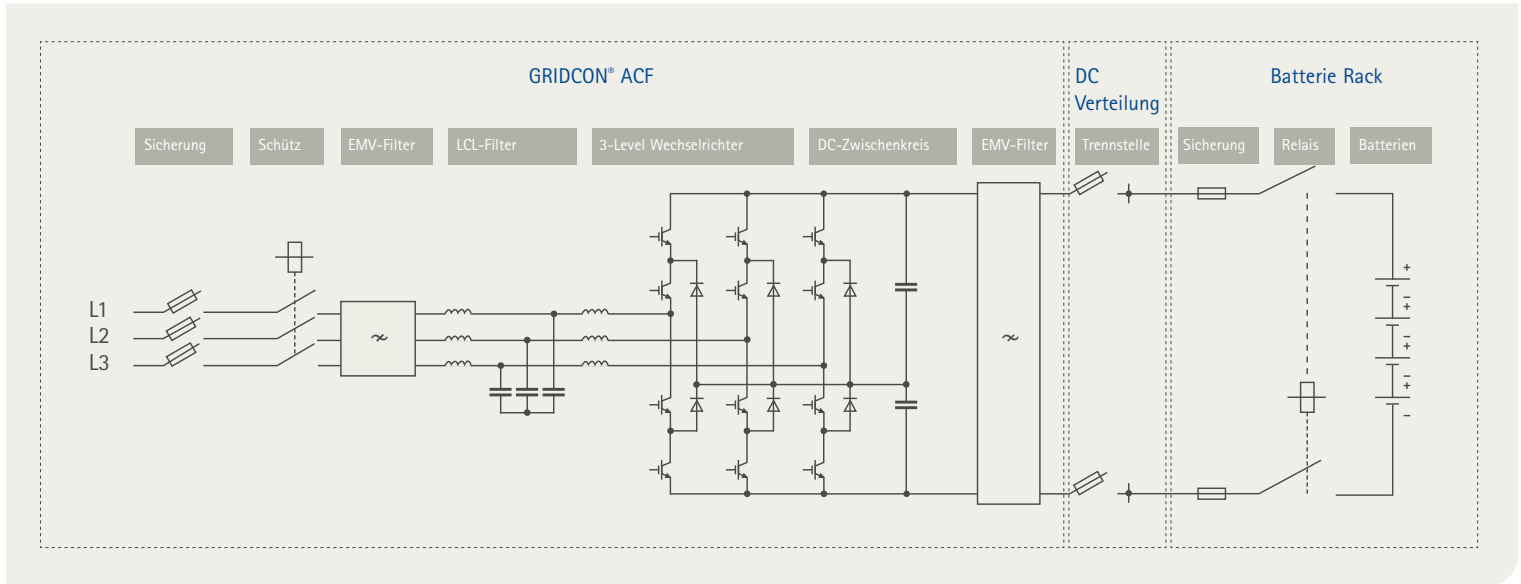 GRIDCON® ACF
DC
Verteilung
Batterie Rack
Sicherung
Schütz
EMV-Filter
LCL-Filter
3-Level Wechselrichter
DC-Zwischenkreis
EMV-Filter
Trennstelle
Sicherung
Relais
Batterien
L1
L2
L3